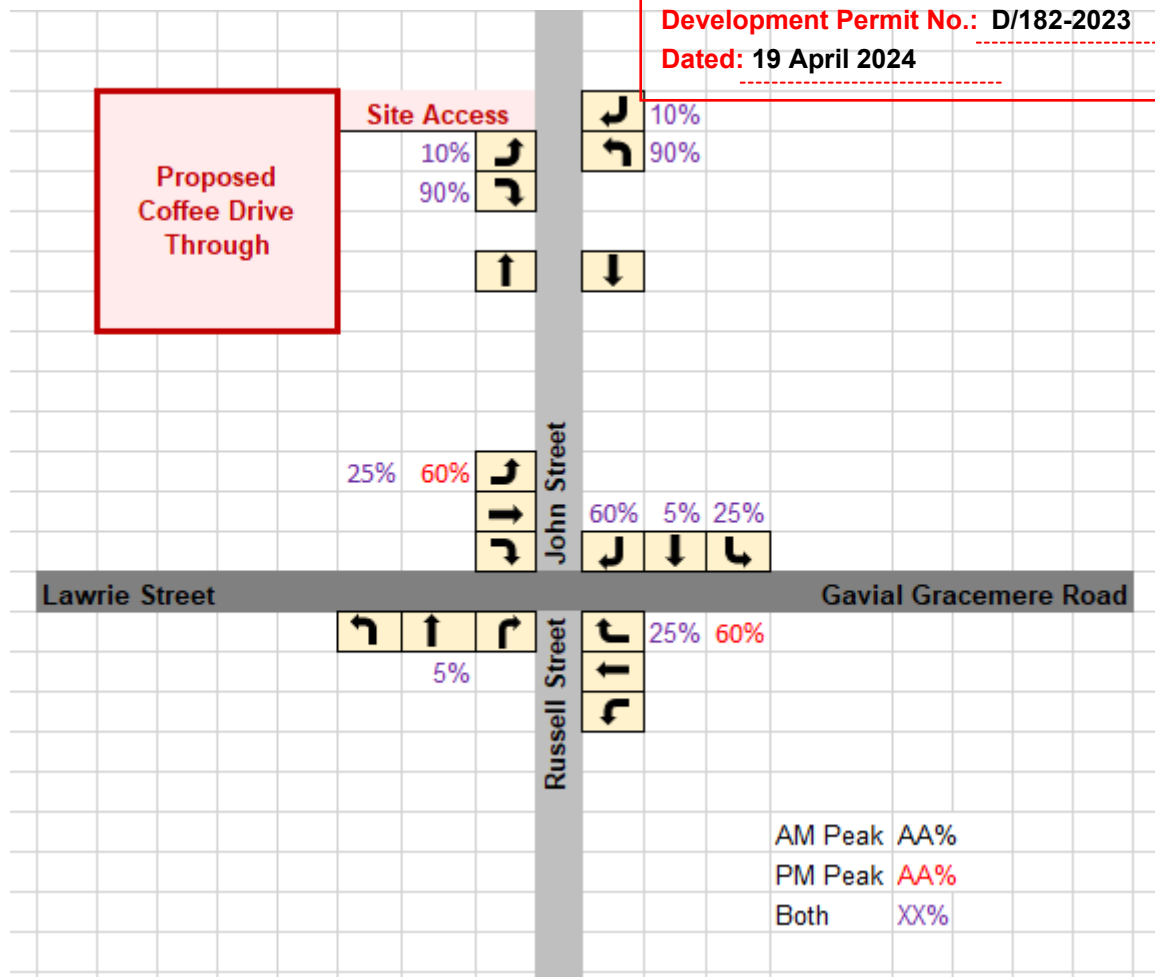 Development Permit No.: D/182-2023
Dated: 19 April 2024
Site Access
10%
10%
90%
90%
Proposed
Coffee Drive
Through
John Street
25% 60%
60% 5% 25%
Lawrie Street
Gavial Gracemere Road
25% 60%
5%
Russell Street
AM Peak AA%
PM Peak AA%
Both XX%